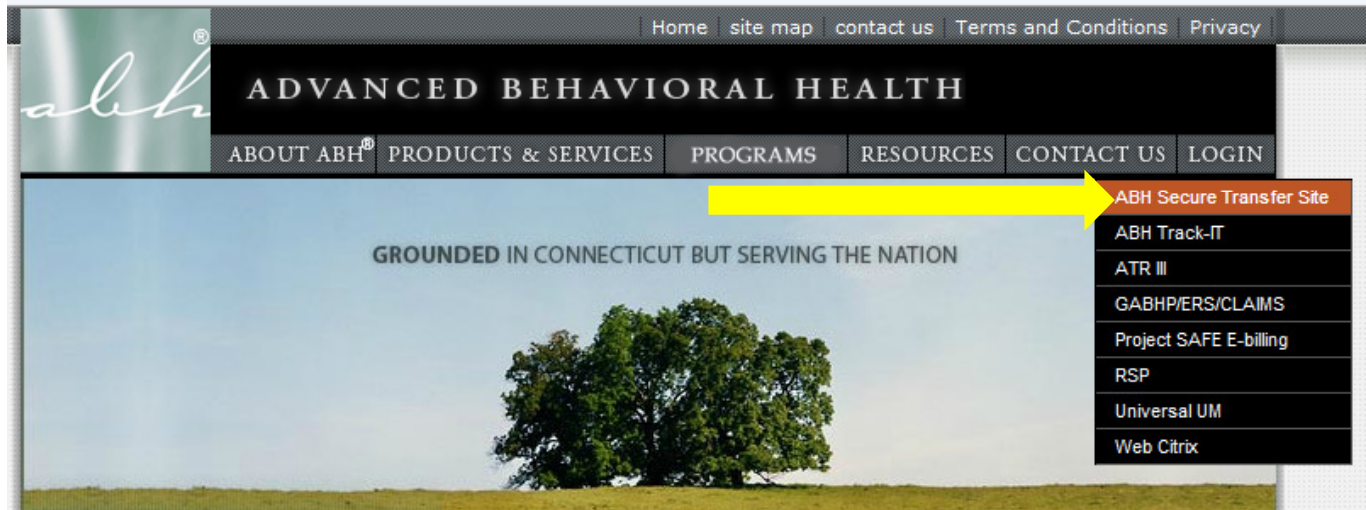 Home site map contact us Terms and Conditions Privacy
abh®
ADVANCED BEHAVIORAL HEALTH
ABOUT ABH® PRODUCTS & SERVICES PROGRAMS RESOURCES CONTACT US LOGIN
GROUNDED IN CONNECTICUT BUT SERVING THE NATION
ABH Secure Transfer Site
ABH Track-IT
ATR III
GABHP/ERS/CLAIMS
Project SAFE E-billing
RSP
Universal UM
Web Citrix